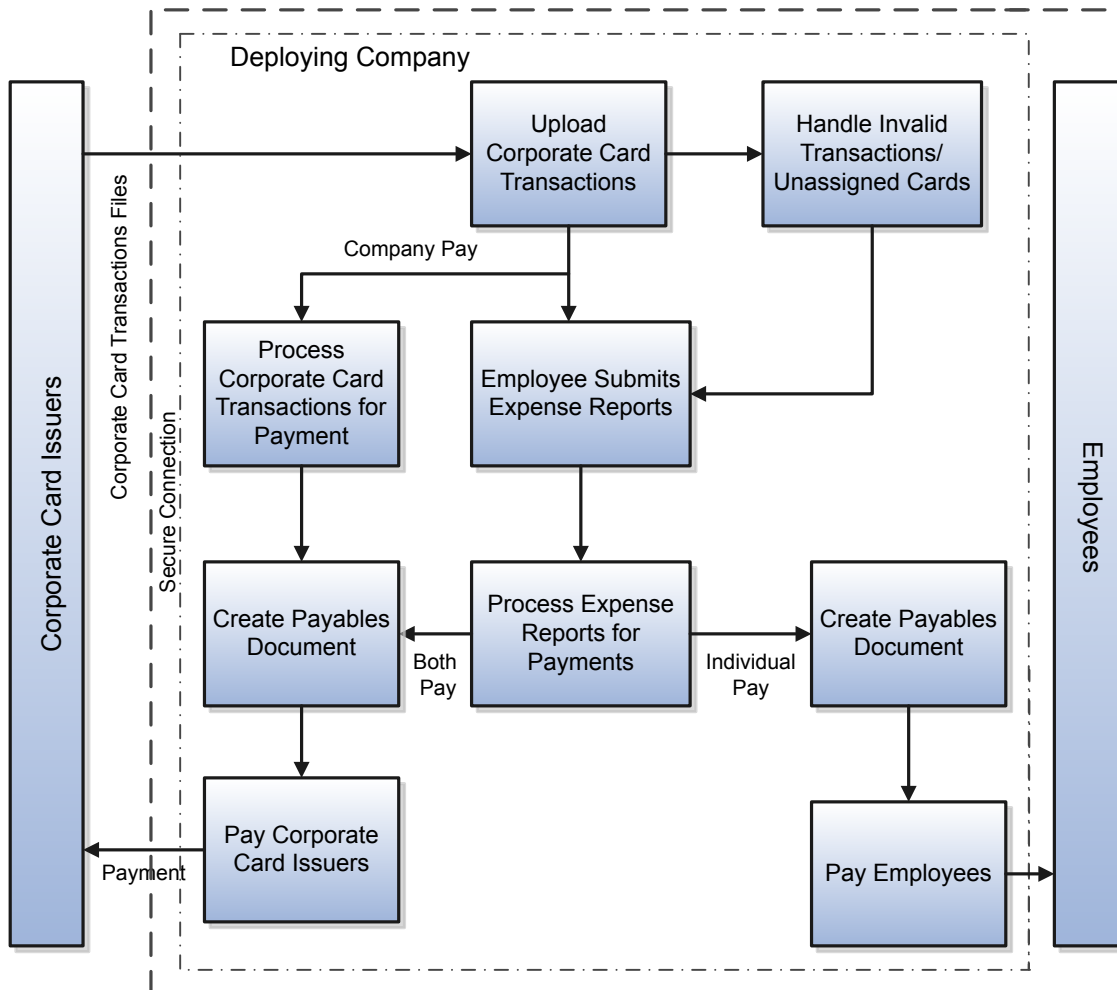 Deploying Company
Upload
Corporate Card
Transactions
Handle Invalid
Transactions/
Unassigned Cards
Corporate Card Issuers
Corporate Card Transactions Files
Secure Connection
Company Pay
Process
Corporate Card
Transactions for
Payment
Employee Submits
Expense Reports
Employees
Create Payables
Document
Both
Pay
Process Expense
Reports for
Payments
Individual
Pay
Create Payables
Document
Payment
Pay Corporate
Card Issuers
Pay Employees